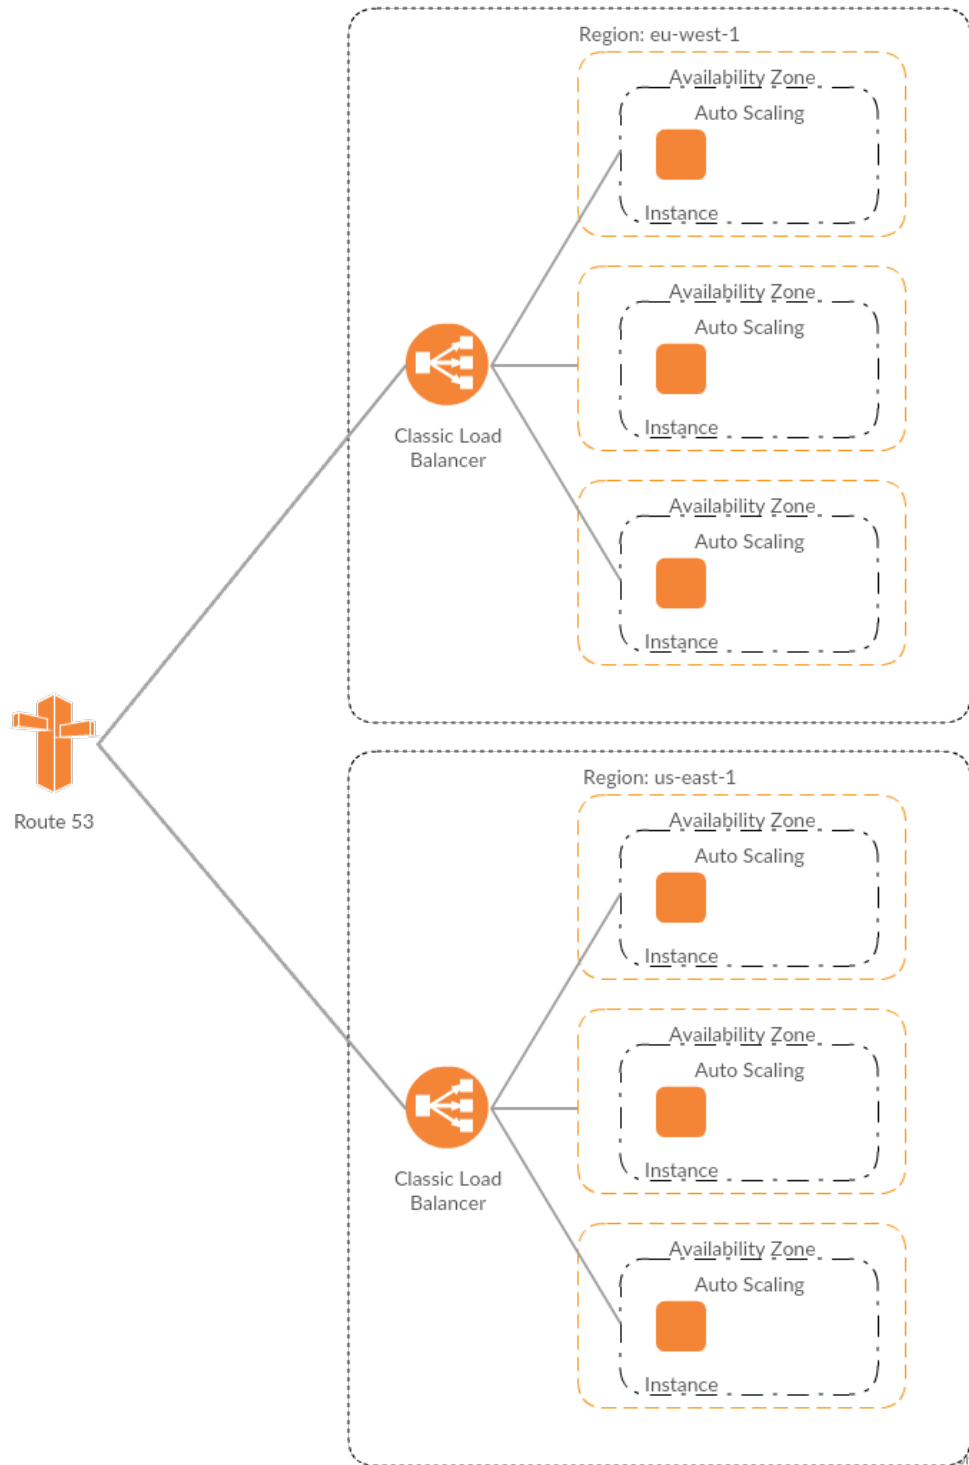 Region: eu-west-1
Availability Zone
Auto Scaling
Instance
Availability Zone
Auto Scaling
Instance
Classic Load
Balancer
Availability Zone
Auto Scaling
Instance
Route 53
Region: us-east-1
Availability Zone
Auto Scaling
Instance
Availability Zone
Auto Scaling
Instance
Classic Load
Balancer
Availability Zone
Auto Scaling
Instance